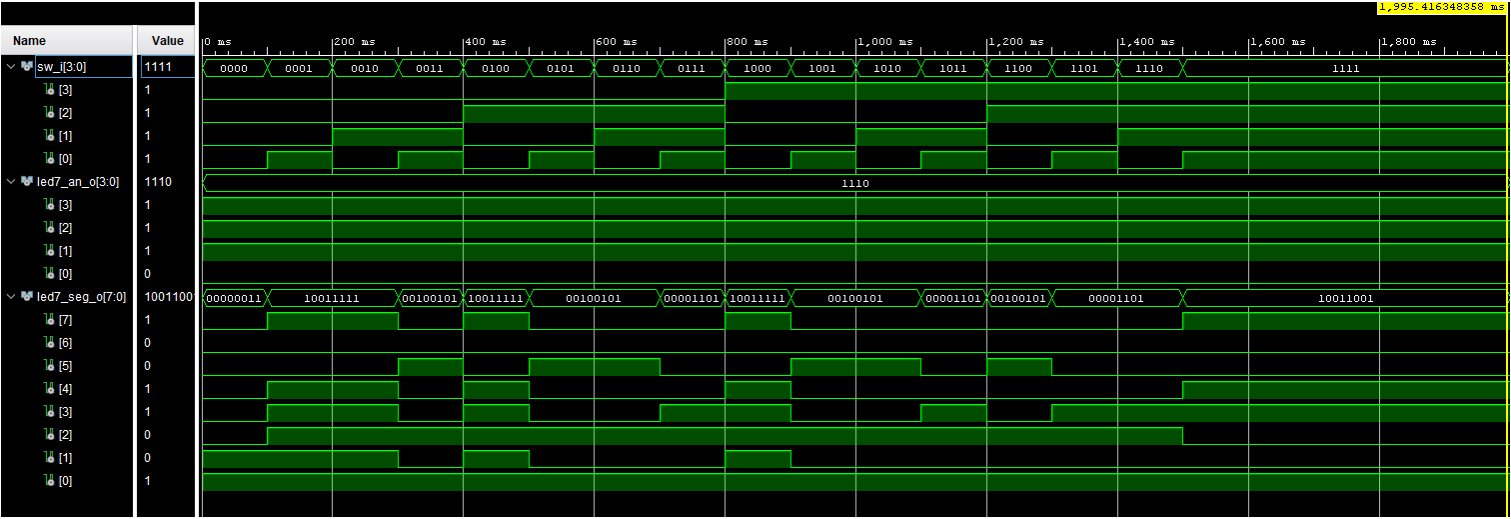 1,995.416348358 ms
Name Value
0 ms 200 ms 400 ms 600 ms 800 ms 1,000 ms 1,200 ms 1,400 ms 1,600 ms 1,800 ms
sw_i[3:0] 1111 0000 0001 0010 0011 0100 0101 0110 0111 1000 1001 1010 1011 1100 1101 1110 1111
[3] 1
[2] 1
[1] 1
[0] 1
led7_an_o[3:0] 1110 1110
[3] 1
[2] 1
[1] 1
[0] 0
led7_seg_o[7:0] 10011001 00000011 10011111 00100101 10011111 00100101 00001101 10011111 00100101 00001101 00100101 00001101 10011001
[7] 1
[6] 0
[5] 0
[4] 1
[3] 1
[2] 0
[1] 0
[0] 1